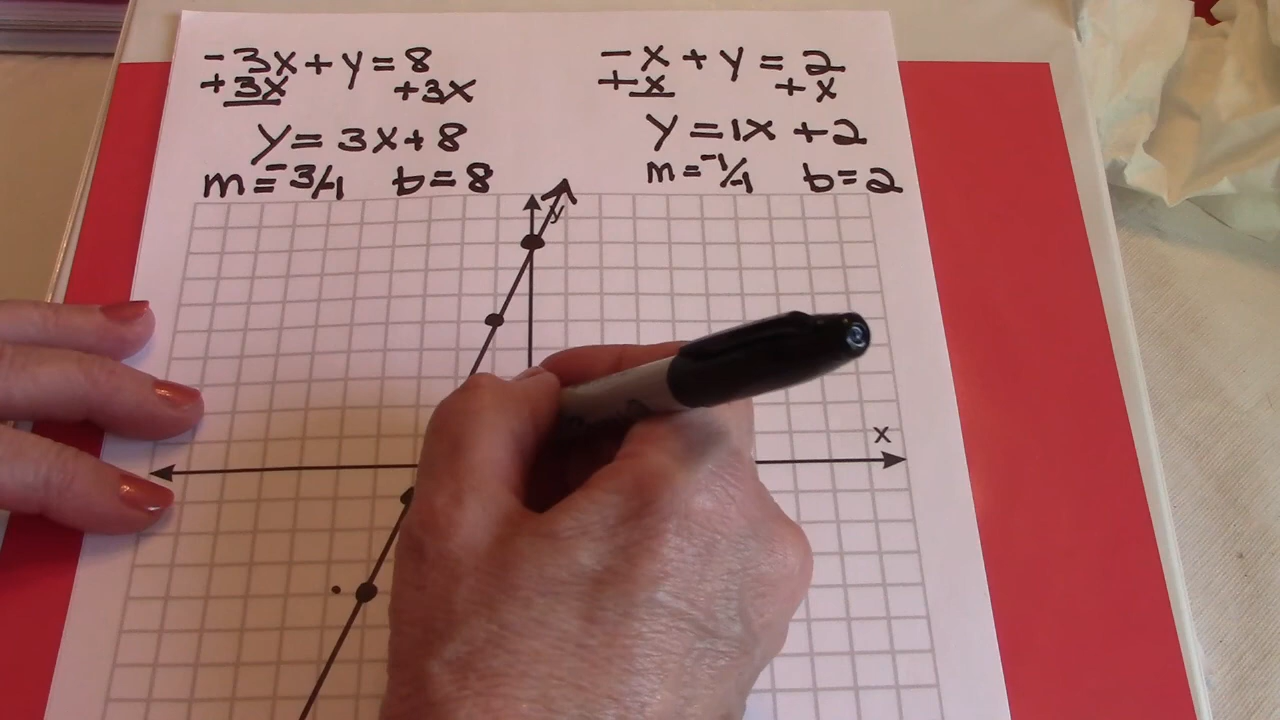 -3x+y=8
+3x +3x
y=3x+8
m=-3/-1 b=8
-x+y=2
+x +x
y=1x+2
m=-1/-1 b=2
y
x